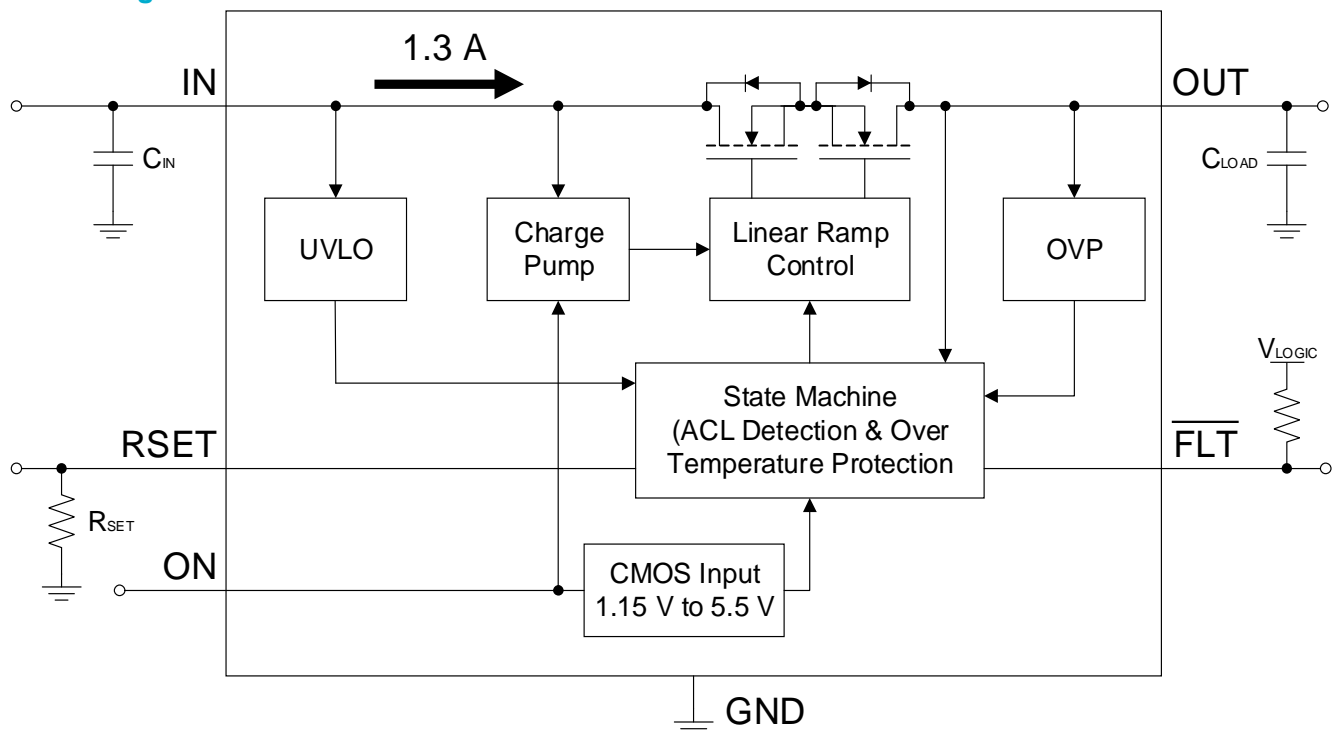 1.3 A
IN
OUT
CIN
CLOAD
UVLO
Charge
Pump
Linear Ramp
Control
OVP
VLOGIC
State Machine
(ACL Detection & Over
Temperature Protection
RSET
FLT
RSET
ON
CMOS Input
1.15 V to 5.5 V
GND